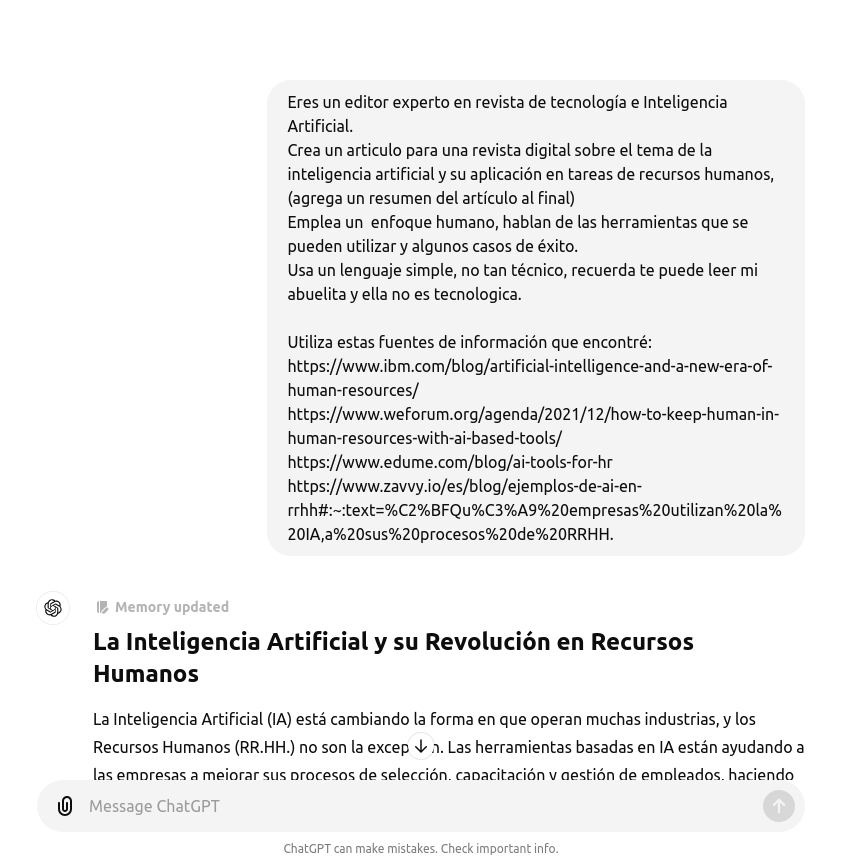 Eres un editor experto en revista de tecnología e Inteligencia
Artificial.
Crea un articulo para una revista digital sobre el tema de la
inteligencia artificial y su aplicación en tareas de recursos humanos,
(agrega un resumen del artículo al final)
Emplea un  enfoque humano, hablan de las herramientas que se
pueden utilizar y algunos casos de éxito.
Usa un lenguaje simple, no tan técnico, recuerda te puede leer mi
abuelita y ella no es tecnologica.
Utiliza estas fuentes de información que encontré:
https://www.ibm.com/blog/artificial-intelligence-and-a-new-era-of-
human-resources/
https://www.weforum.org/agenda/2021/12/how-to-keep-human-in-
human-resources-with-ai-based-tools/
https://www.edume.com/blog/ai-tools-for-hr
https://www.zavvy.io/es/blog/ejemplos-de-ai-en-
rrhh#:~:text=%C2%BFQu%C3%A9%20empresas%20utilizan%20la%
20IA,a%20sus%20procesos%20de%20RRHH.
Memory updated
La Inteligencia Artificial y su Revolución en Recursos
Humanos
La Inteligencia Artificial (IA) está cambiando la forma en que operan muchas industrias, y los
Recursos Humanos (RR.HH.) no son la excep n. Las herramientas basadas en IA están ayudando a
las empresas a mejorar sus procesos de selección, capacitación y gestión de empleados, haciendo
Message ChatGPT
ChatGPT can make mistakes. Check important info.